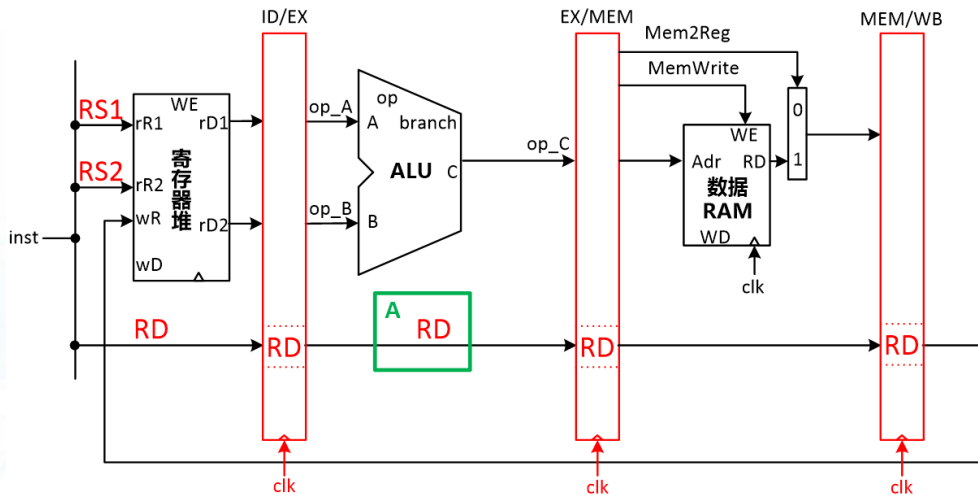 ID/EX
EX/MEM
MEM/WB
Mem2Reg
MemWrite
RS1
rR1
WE
rD1
op_A
op
A
branch
C
ALU
op_C
0
1
WE
Adr
RD
数据
RAM
WD
clk
RS2
rR2
寄存器堆
rD2
op_B
B
wR
wD
inst
RD
RD
A
RD
RD
RD
clk
clk
clk